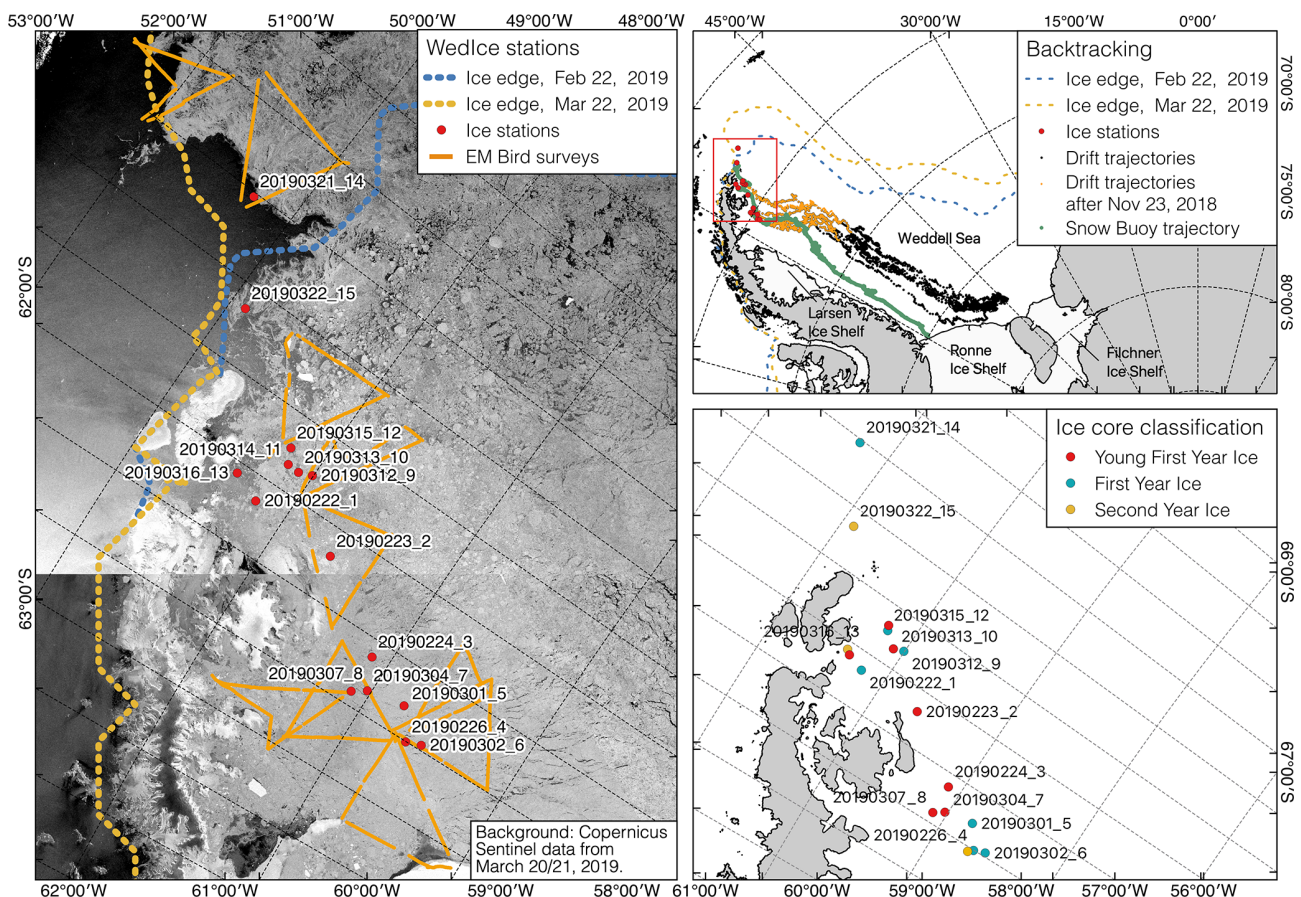 53°00′W
52°00′W
51°00′W
50°00′W
49°00′W
48°00′W
62°00′S
63°00′S
WedIce stations
Ice edge, Feb 22, 2019
Ice edge, Mar 22, 2019
Ice stations
EM Bird surveys
20190321_14
20190322_15
20190315_12
20190314_11
20190313_10
20190316_13
20190312_9
20190222_1
20190223_2
20190224_3
20190307_8
20190304_7
20190301_5
20190226_4
20190302_6
Background: Copernicus
Sentinel data from
March 20/21, 2019.
62°00′W
61°00′W
60°00′W
59°00′W
58°00′W
45°00′W
30°00′W
15°00′W
0°00′
70°00′S
75°00′S
80°00′S
Backtracking
Ice edge, Feb 22, 2019
Ice edge, Mar 22, 2019
Ice stations
Drift trajectories
Drift trajectories
after Nov 23, 2018
Snow Buoy trajectory
Weddell Sea
Larsen
Ice Shelf
Ronne
Ice Shelf
Filchner
Ice Shelf
Ice core classification
Young First Year Ice
First Year Ice
Second Year Ice
20190321_14
20190322_15
20190315_12
20190316_13
20190313_10
20190312_9
20190222_1
20190223_2
20190224_3
20190307_8
20190304_7
20190301_5
20190226_4
20190302_6
66°00′S
67°00′S
61°00′W
60°00′W
59°00′W
58°00′W
57°00′W
56°00′W